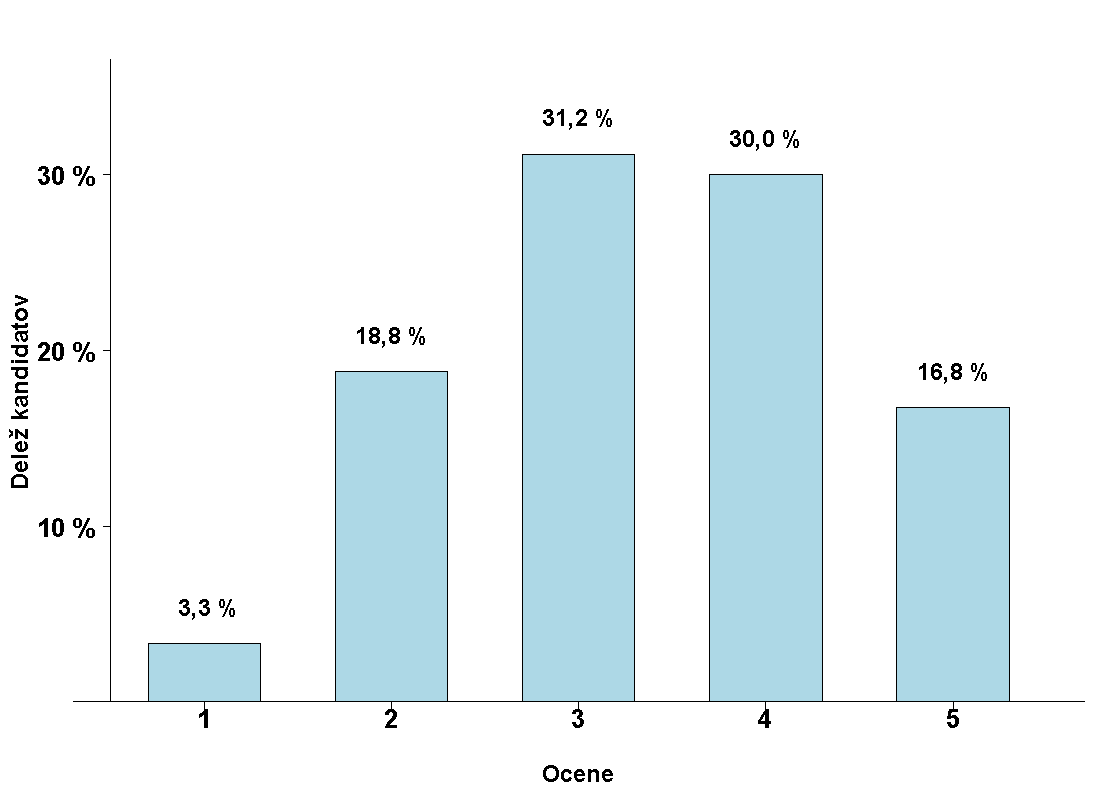 31,2 %
30,0 %
30 %
18,8 %
20 %
16,8 %
Delež kandidatov
10 %
3,3 %
1 2 3 4 5
Ocene